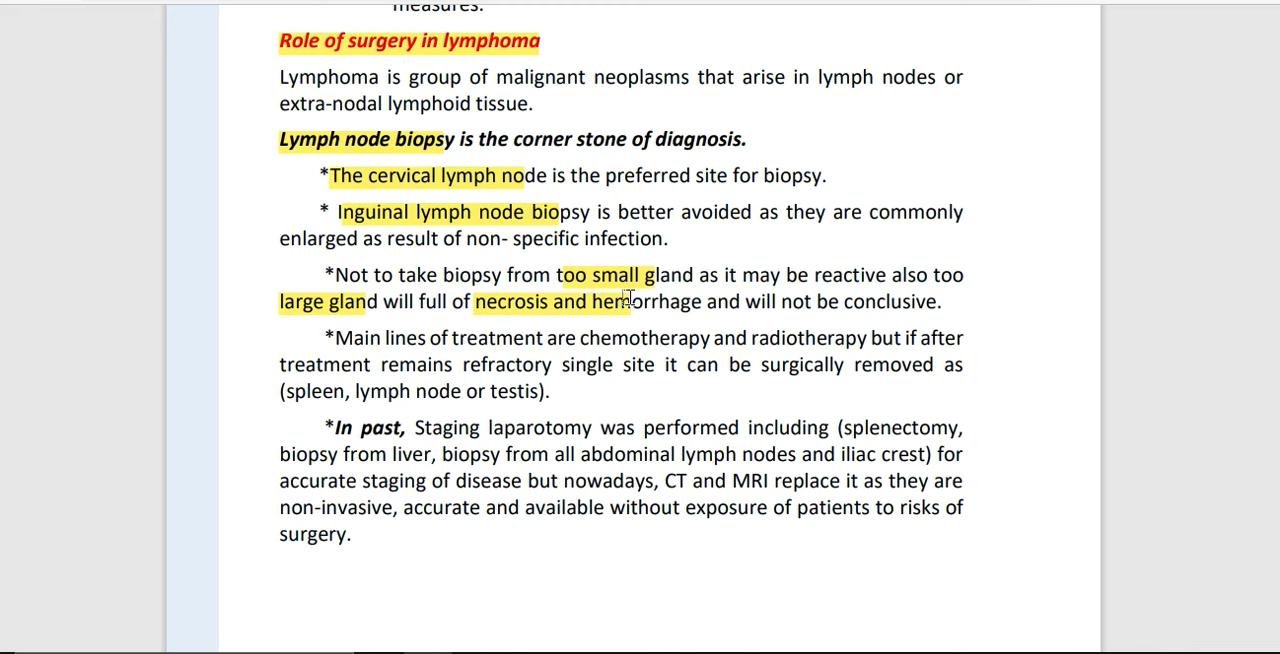 measures.
Role of surgery in lymphoma
Lymphoma is group of malignant neoplasms that arise in lymph nodes or
extra-nodal lymphoid tissue.
Lymph node biopsy is the corner stone of diagnosis.
*The cervical lymph node is the preferred site for biopsy.
* Inguinal lymph node biopsy is better avoided as they are commonly
enlarged as result of non- specific infection.
*Not to take biopsy from too small gland as it may be reactive also too
large gland will full of necrosis and hemorrhage and will not be conclusive.
*Main lines of treatment are chemotherapy and radiotherapy but if after
treatment remains refractory single site it can be surgically removed as
(spleen, lymph node or testis).
*In past, Staging laparotomy was performed including (splenectomy,
biopsy from liver, biopsy from all abdominal lymph nodes and iliac crest) for
accurate staging of disease but nowadays, CT and MRI replace it as they are
non-invasive, accurate and available without exposure of patients to risks of
surgery.